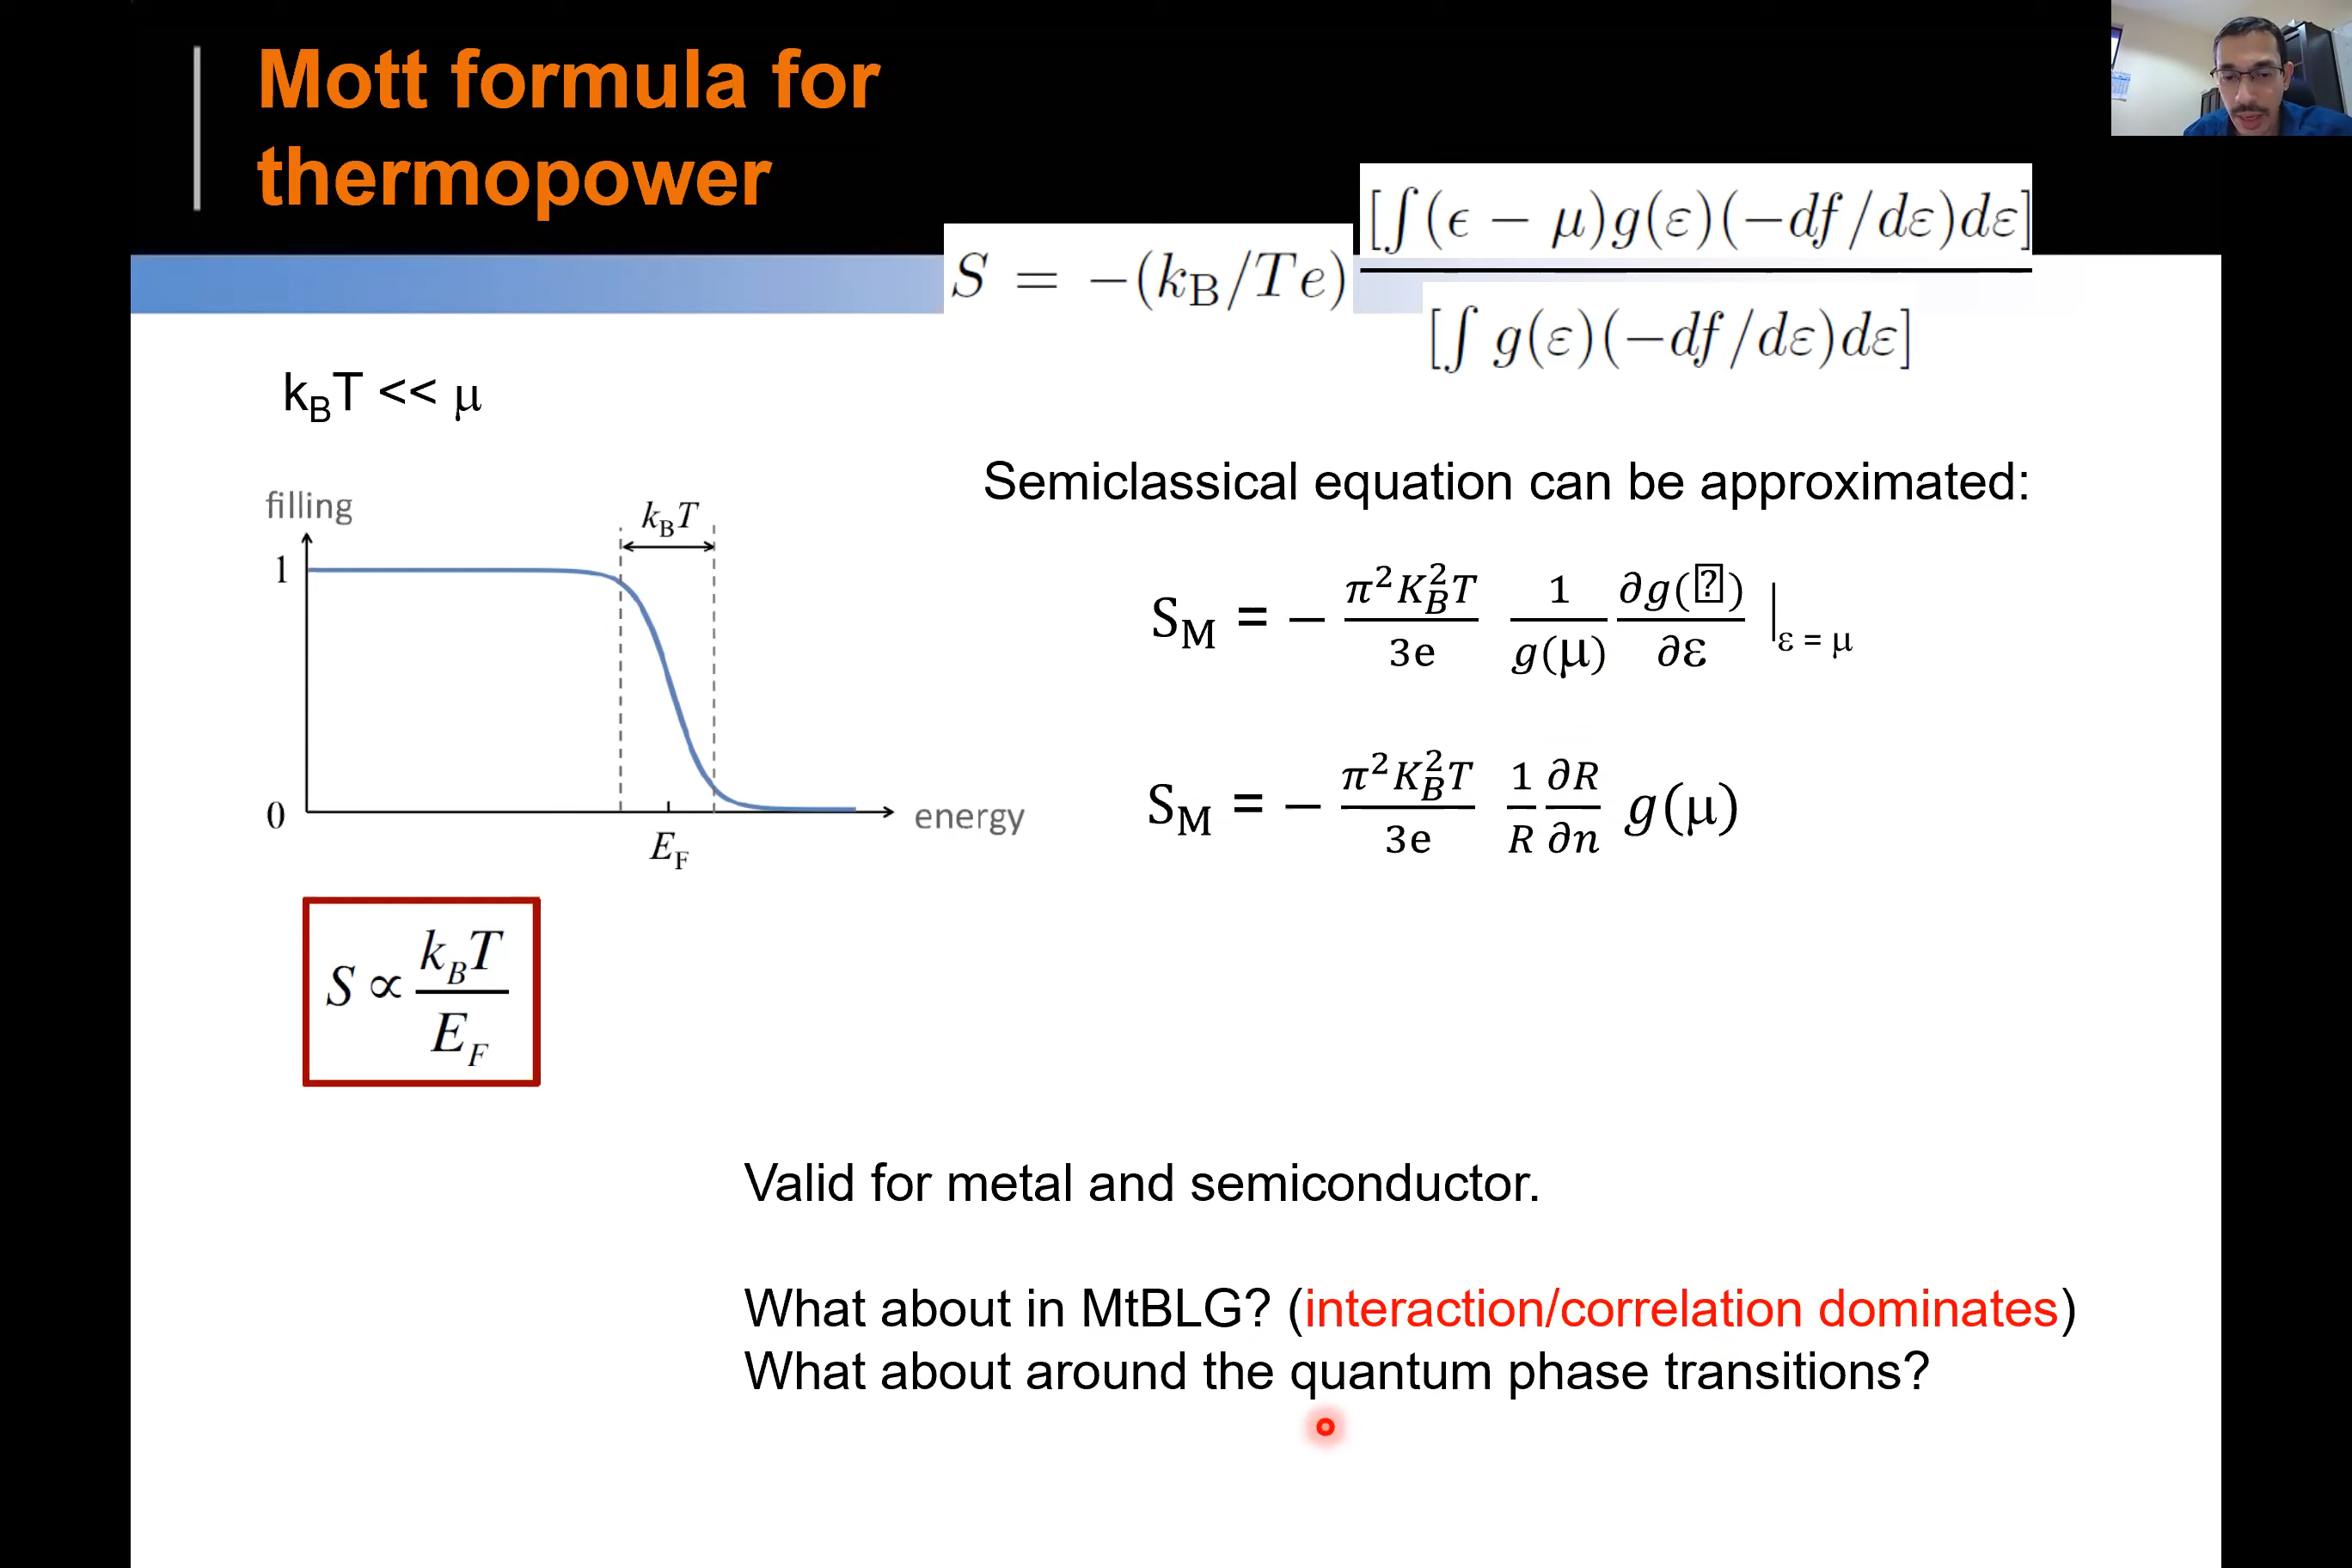 Mott formula for
thermopower
S = −(k_B/Te) [∫(ϵ − μ)g(ε)(−df/dε)dε] / [∫ g(ε)(−df/dε)dε]
k_BT << μ
Semiclassical equation can be approximated:
filling
k_BT
1
0
energy
E_F
S_M = − π²K_B²T/3e 1/g(μ) ∂g(⍰)/∂ε |_ε = μ
S_M = − π²K_B²T/3e 1/R ∂R/∂n g(μ)
S ∝ k_BT/E_F
Valid for metal and semiconductor.
What about in MtBLG? (interaction/correlation dominates)
What about around the quantum phase transitions?